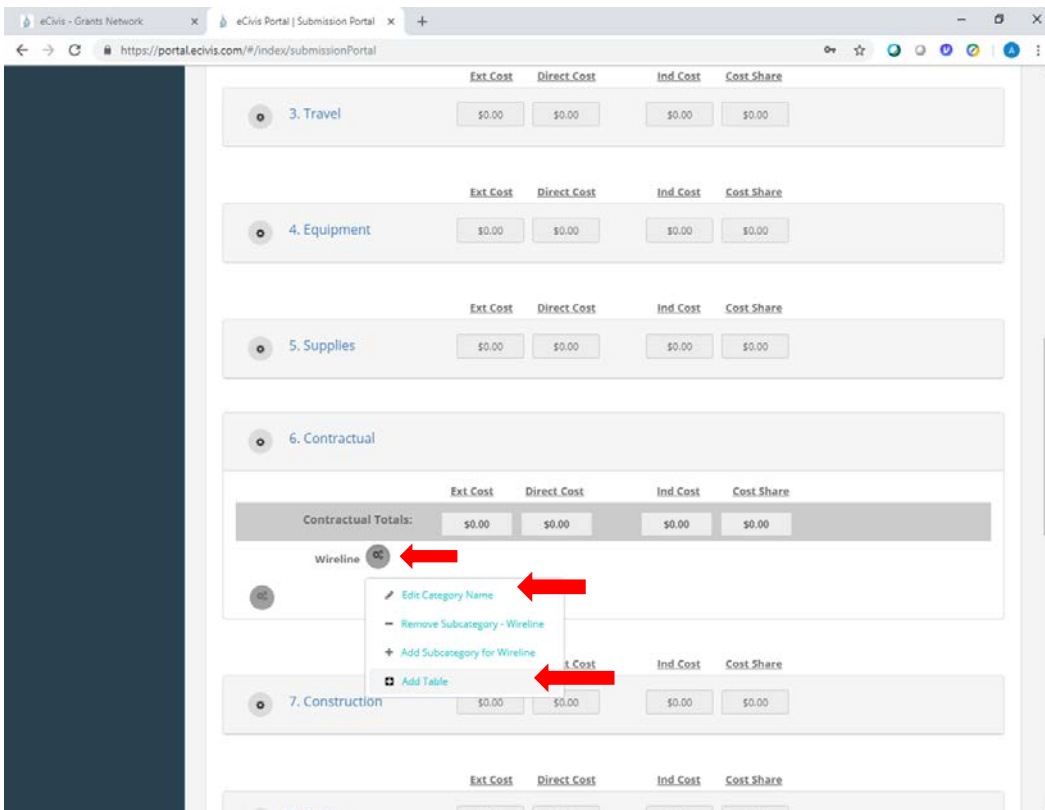 eCivis - Grants Network
eCivis Portal | Submission Portal
https://portal.ecivis.com/#/index/submissionPortal
A
Ext Cost Direct Cost Ind Cost Cost Share
3. Travel $0.00 $0.00 $0.00 $0.00
Ext Cost Direct Cost Ind Cost Cost Share
4. Equipment $0.00 $0.00 $0.00 $0.00
Ext Cost Direct Cost Ind Cost Cost Share
5. Supplies $0.00 $0.00 $0.00 $0.00
6. Contractual
Ext Cost Direct Cost Ind Cost Cost Share
Contractual Totals: $0.00 $0.00 $0.00 $0.00
Wireline
Edit Category Name
Remove Subcategory - Wireline
Add Subcategory for Wireline
t Cost Ind Cost Cost Share
Add Table
7. Construction $0.00 $0.00 $0.00 $0.00
Ext Cost Direct Cost Ind Cost Cost Share